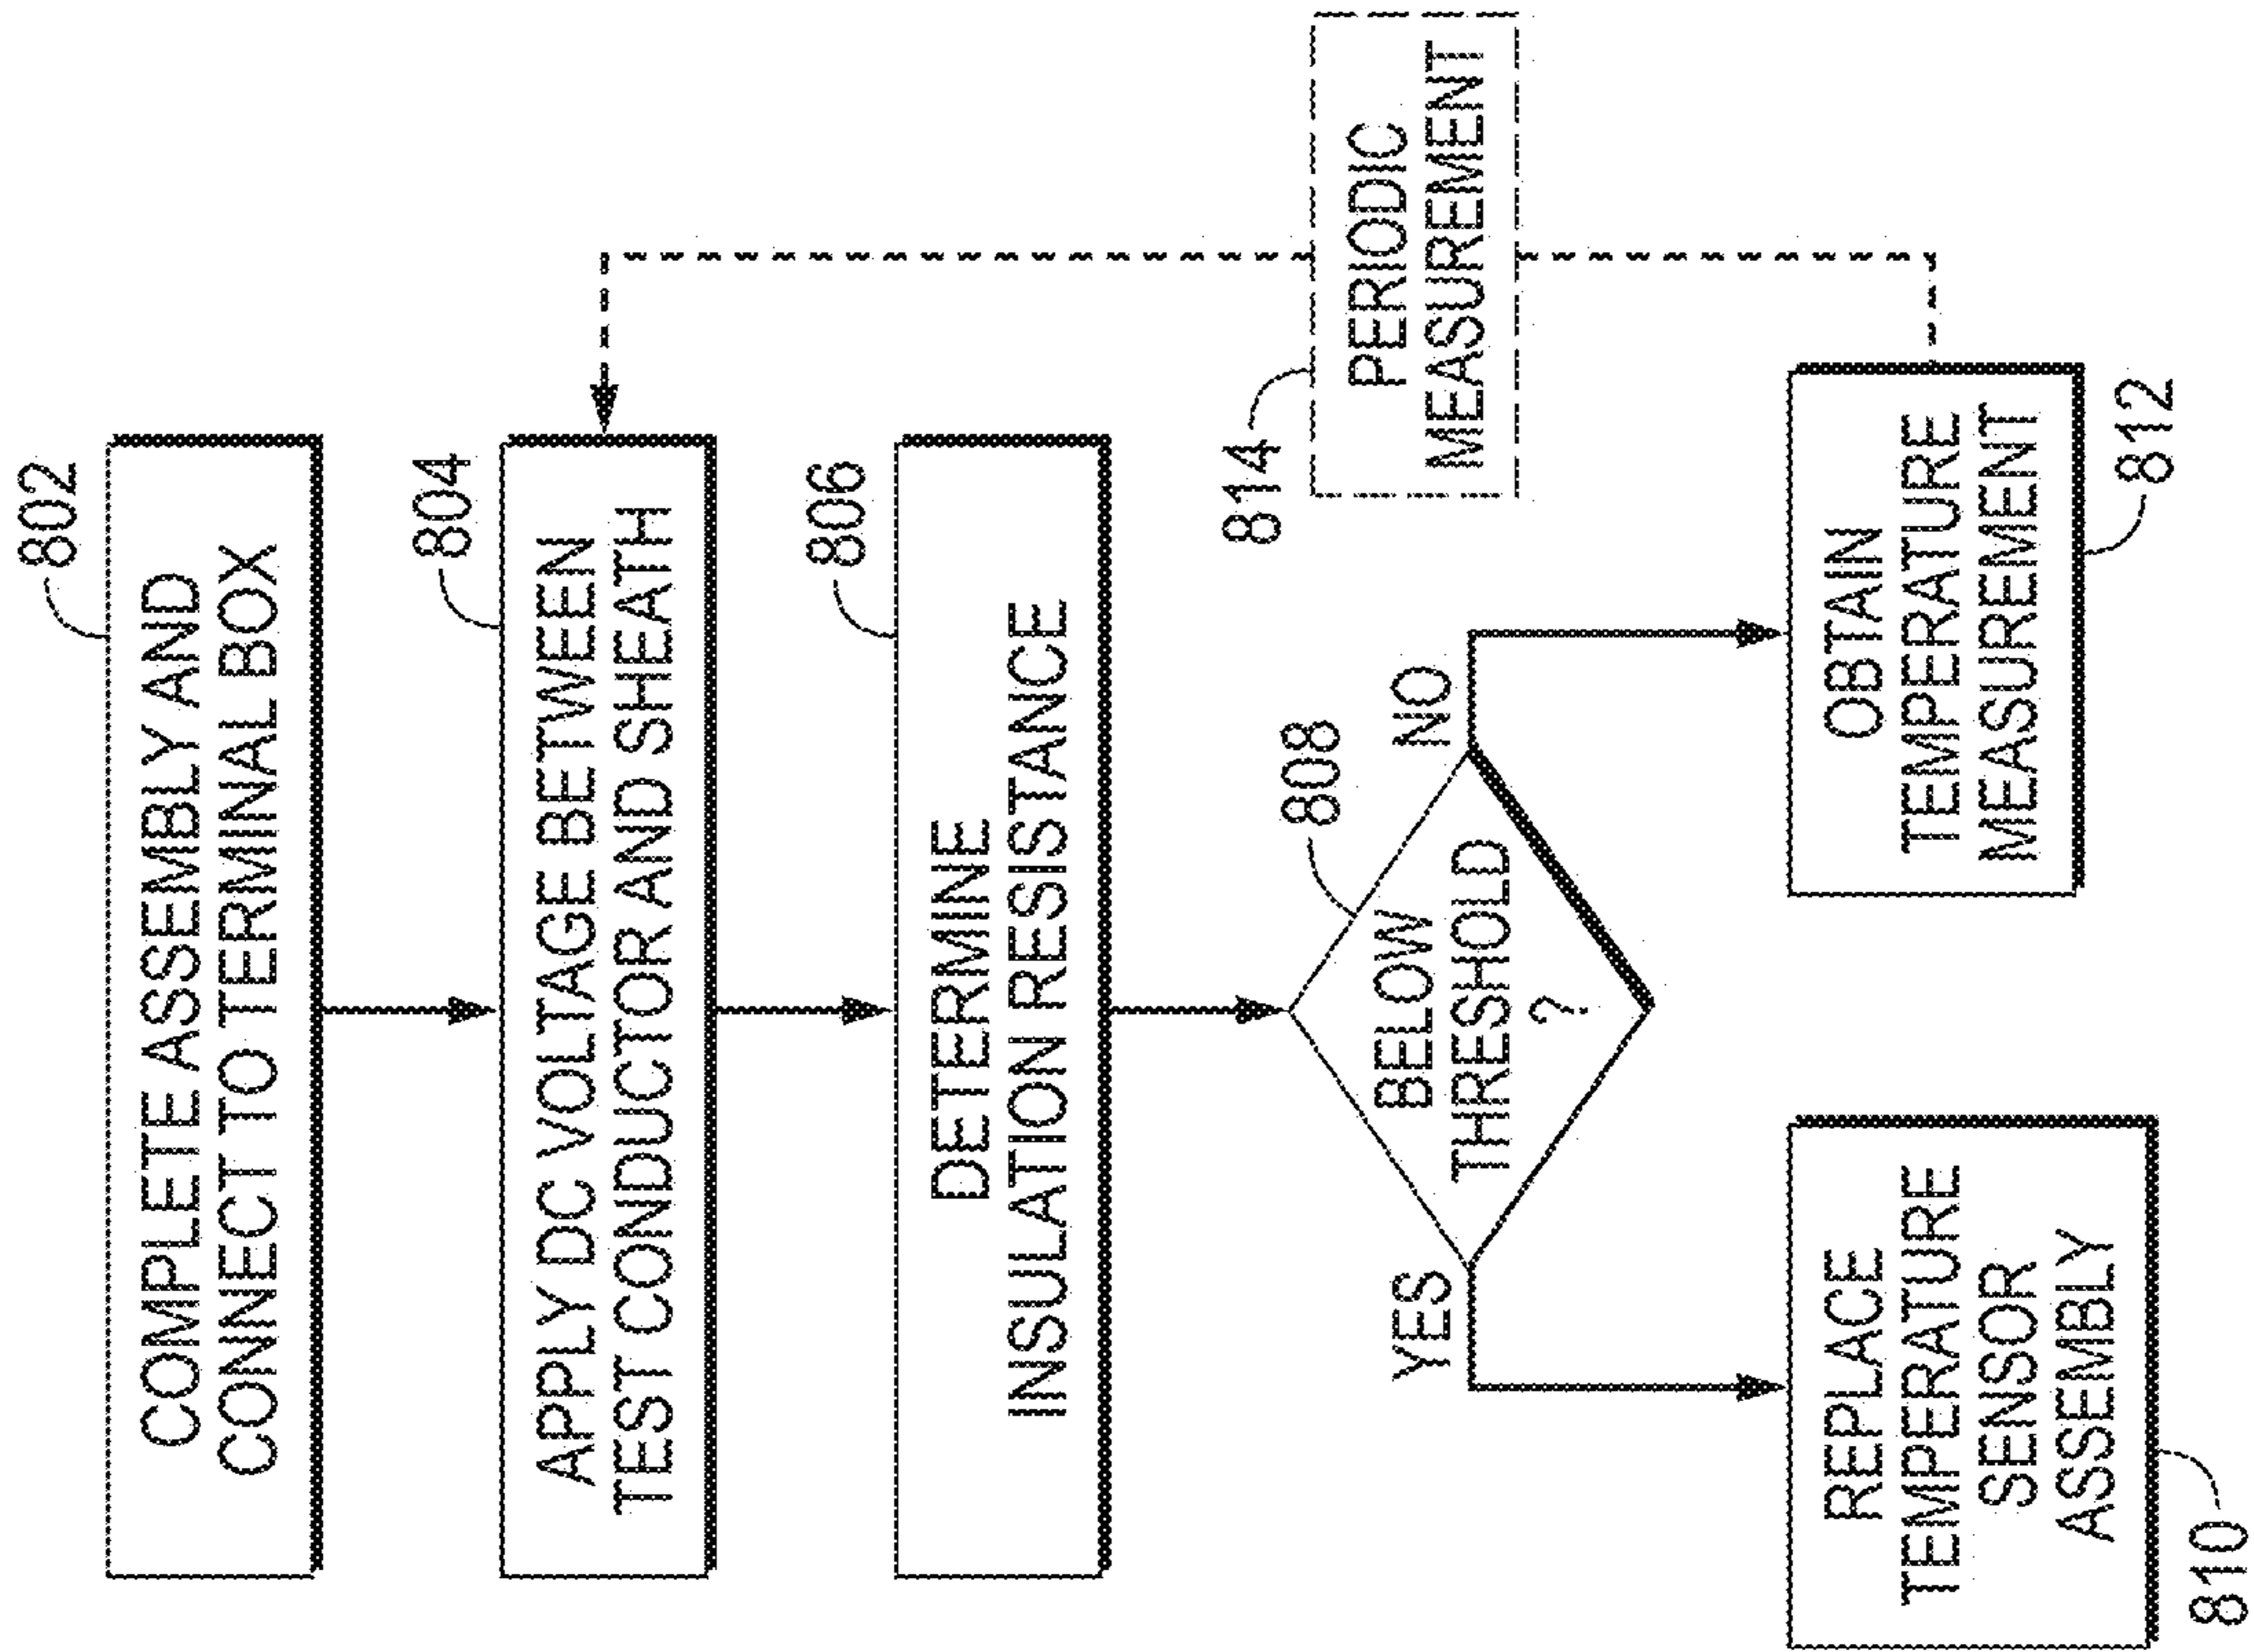 802
COMPLETE ASSEMBLY AND
CONNECT TO TERMINAL BOX
804
APPLY DC VOLTAGE BETWEEN
TEST CONDUCTOR AND SHEATH
806
DETERMINE
INSULATION RESISTANCE
808
BELOW
THRESHOLD
?
YES
NO
814
PERIODIC
MEASUREMENT
REPLACE
TEMPERATURE
SENSOR
ASSEMBLY
810
OBTAIN
TEMPERATURE
MEASUREMENT
812